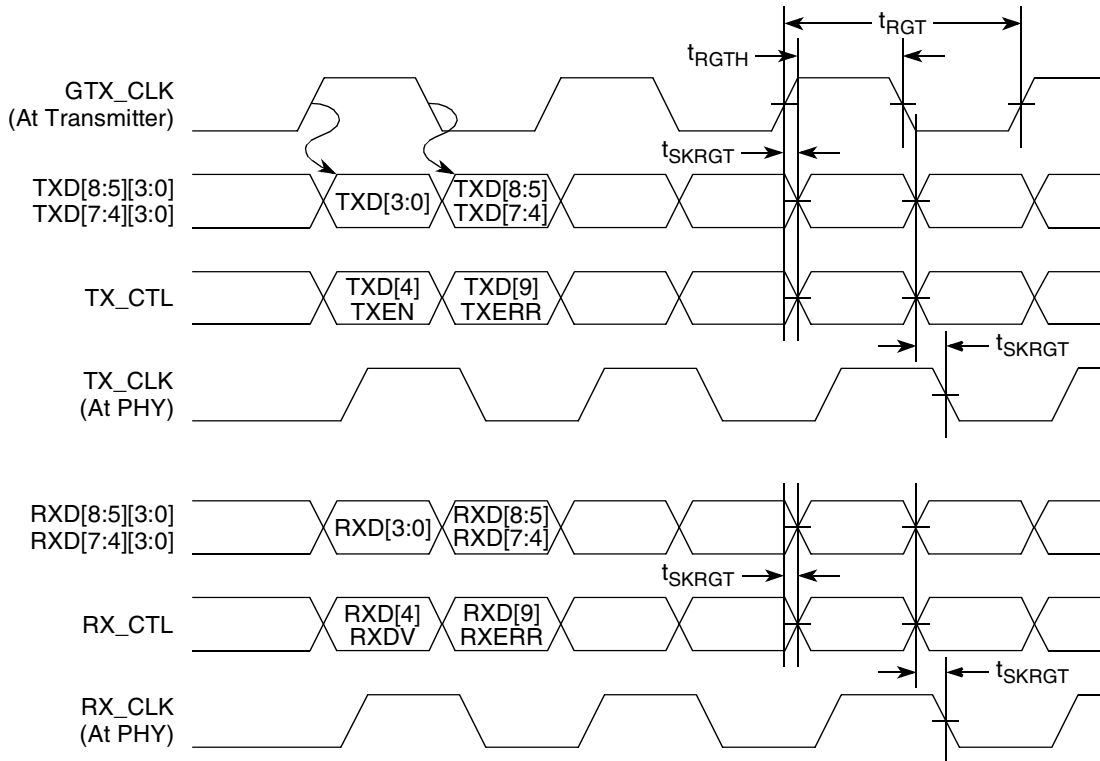 tRGT
tRGTH
GTX_CLK
(At Transmitter)
tSKRGT
TXD[8:5][3:0]
TXD[7:4][3:0]
TXD[3:0]
TXD[8:5]
TXD[7:4]
TX_CTL
TXD[4]
TXEN
TXD[9]
TXERR
tSKRGT
TX_CLK
(At PHY)
RXD[8:5][3:0]
RXD[7:4][3:0]
RXD[3:0]
RXD[8:5]
RXD[7:4]
tSKRGT
RX_CTL
RXD[4]
RXDV
RXD[9]
RXERR
tSKRGT
RX_CLK
(At PHY)